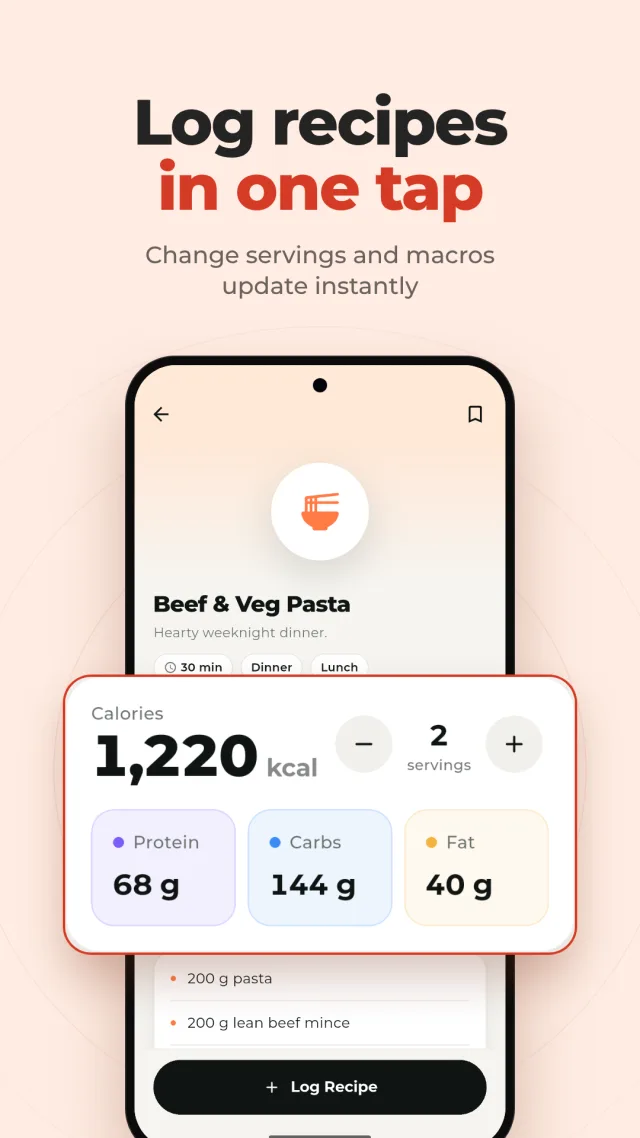 Log recipes
in one tap
Change servings and macros
update instantly
Beef & Veg Pasta
Hearty weeknight dinner.
30 min
Dinner
Lunch
Calories
1,220 kcal
2
servings
Protein
Carbs
Fat
68 g
144 g
40 g
200 g pasta
200 g lean beef mince
+ Log Recipe